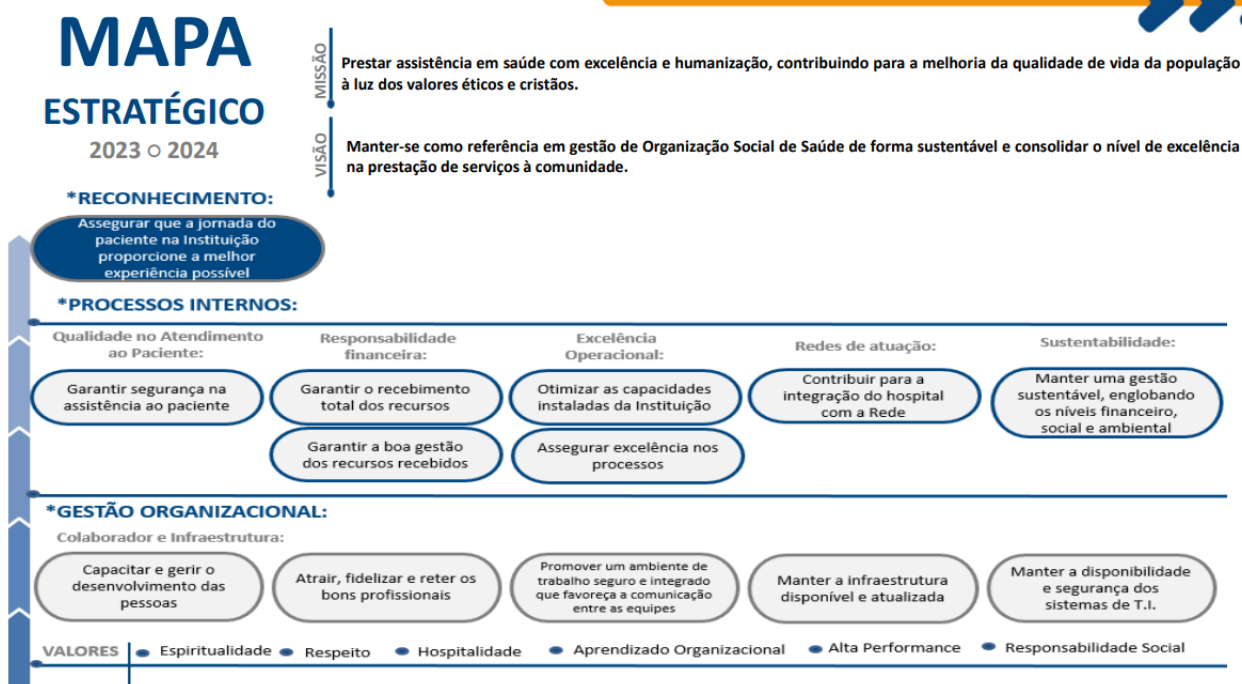 MAPA
ESTRATÉGICO
2023 ○ 2024
MISSÃO
Prestar assistência em saúde com excelência e humanização, contribuindo para a melhoria da qualidade de vida da população
à luz dos valores éticos e cristãos.
VISÃO
Manter-se como referência em gestão de Organização Social de Saúde de forma sustentável e consolidar o nível de excelência
na prestação de serviços à comunidade.
*RECONHECIMENTO:
Assegurar que a jornada do
paciente na Instituição
proporcione a melhor
experiência possível
*PROCESSOS INTERNOS:
Qualidade no Atendimento
ao Paciente:
Garantir segurança na
assistência ao paciente
Responsabilidade
financeira:
Garantir o recebimento
total dos recursos
Garantir a boa gestão
dos recursos recebidos
Excelência
Operacional:
Otimizar as capacidades
instaladas da Instituição
Assegurar excelência nos
processos
Redes de atuação:
Contribuir para a
integração do hospital
com a Rede
Sustentabilidade:
Manter uma gestão
sustentável, englobando
os níveis financeiro,
social e ambiental
*GESTÃO ORGANIZACIONAL:
Colaborador e Infraestrutura:
Capacitar e gerir o
desenvolvimento das
pessoas
Atrair, fidelizar e reter os
bons profissionais
Promover um ambiente de
trabalho seguro e integrado
que favoreça a comunicação
entre as equipes
Manter a infraestrutura
disponível e atualizada
Manter a disponibilidade
e segurança dos
sistemas de T.I.
VALORES Espiritualidade Respeito Hospitalidade Aprendizado Organizacional Alta Performance Responsabilidade Social